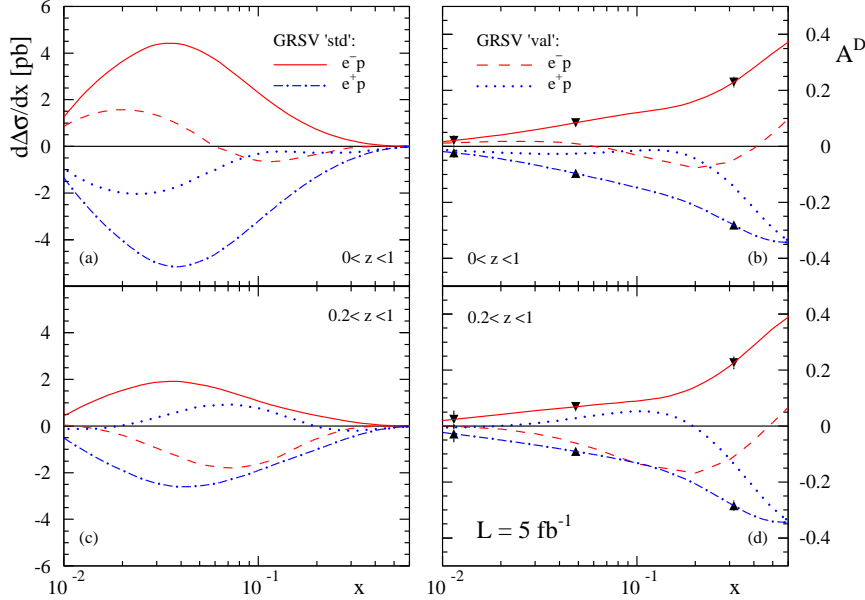 dΔσ/dx [pb]
A^D
6
4
2
0
-2
-4
GRSV 'std':
e⁻p
e⁺p
(a)
0< z <1
GRSV 'val':
e⁻p
e⁺p
0< z <1
(b)
0.4
0.2
0
-0.2
-0.4
4
2
0
-2
-4
-6
0.2< z <1
(c)
0.2< z <1
L = 5 fb⁻¹
(d)
0.4
0.2
0
-0.2
-0.4
10⁻²
10⁻¹
x
10⁻²
10⁻¹
x